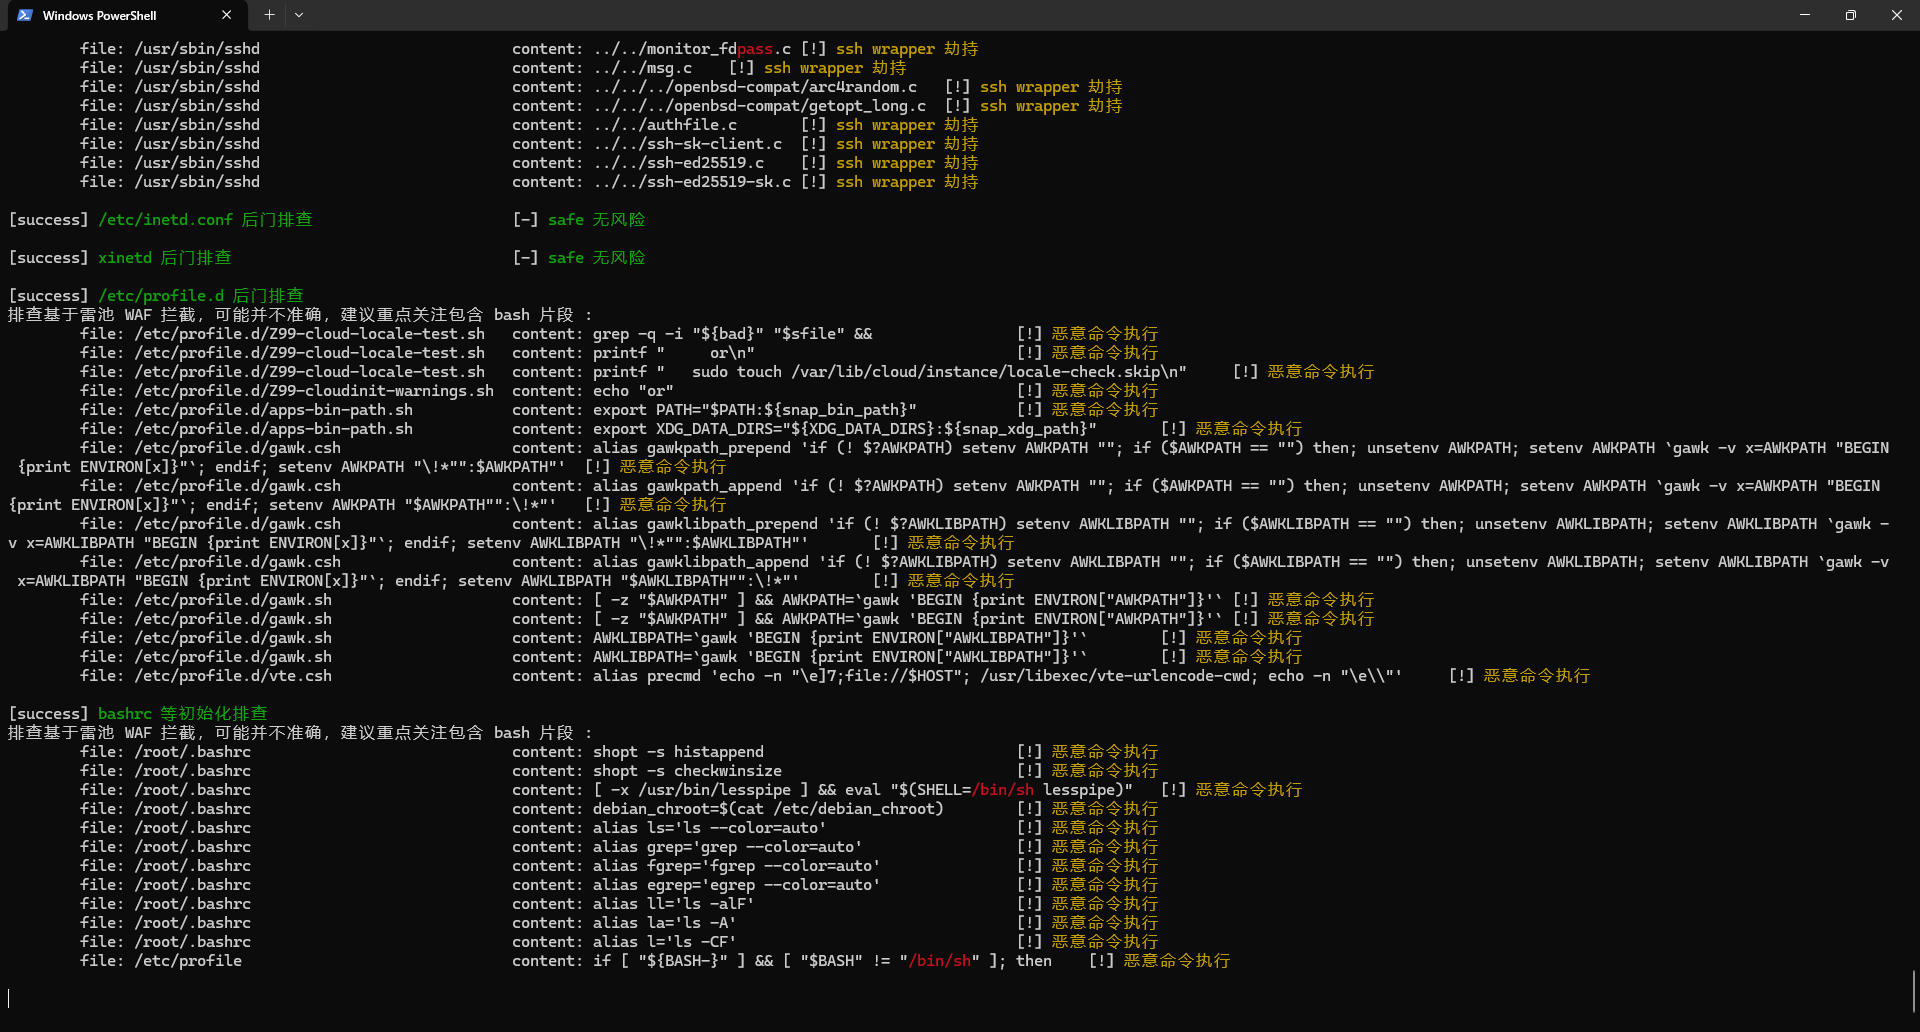 Windows PowerShell
file: /usr/sbin/sshd content: ../../monitor_fdpass.c [!] ssh wrapper 劫持
file: /usr/sbin/sshd content: ../../msg.c [!] ssh wrapper 劫持
file: /usr/sbin/sshd content: ../../../openbsd-compat/arc4random.c [!] ssh wrapper 劫持
file: /usr/sbin/sshd content: ../../../openbsd-compat/getopt_long.c [!] ssh wrapper 劫持
file: /usr/sbin/sshd content: ../../authfile.c [!] ssh wrapper 劫持
file: /usr/sbin/sshd content: ../../ssh-sk-client.c [!] ssh wrapper 劫持
file: /usr/sbin/sshd content: ../../ssh-ed25519.c [!] ssh wrapper 劫持
file: /usr/sbin/sshd content: ../../ssh-ed25519-sk.c [!] ssh wrapper 劫持
[success] /etc/inetd.conf 后门排查 [-] safe 无风险
[success] xinetd 后门排查 [-] safe 无风险
[success] /etc/profile.d 后门排查
排查基于雷池 WAF 拦截，可能并不准确，建议重点关注包含 bash 片段 :
file: /etc/profile.d/Z99-cloud-locale-test.sh content: grep -q -i "${bad}" "$sfile" && [!] 恶意命令执行
file: /etc/profile.d/Z99-cloud-locale-test.sh content: printf " or\n" [!] 恶意命令执行
file: /etc/profile.d/Z99-cloud-locale-test.sh content: printf " sudo touch /var/lib/cloud/instance/locale-check.skip\n" [!] 恶意命令执行
file: /etc/profile.d/Z99-cloudinit-warnings.sh content: echo "or" [!] 恶意命令执行
file: /etc/profile.d/apps-bin-path.sh content: export PATH="$PATH:${snap_bin_path}" [!] 恶意命令执行
file: /etc/profile.d/apps-bin-path.sh content: export XDG_DATA_DIRS="${XDG_DATA_DIRS}:${snap_xdg_path}" [!] 恶意命令执行
file: /etc/profile.d/gawk.csh content: alias gawkpath_prepend 'if (! $?AWKPATH) setenv AWKPATH ""; if ($AWKPATH == "") then; unsetenv AWKPATH; setenv AWKPATH `gawk -v x=AWKPATH "BEGIN
{print ENVIRON[x]}"`; endif; setenv AWKPATH "\!*"":$AWKPATH"' [!] 恶意命令执行
file: /etc/profile.d/gawk.csh content: alias gawkpath_append 'if (! $?AWKPATH) setenv AWKPATH ""; if ($AWKPATH == "") then; unsetenv AWKPATH; setenv AWKPATH `gawk -v x=AWKPATH "BEGIN
{print ENVIRON[x]}"`; endif; setenv AWKPATH "$AWKPATH"":\!*"' [!] 恶意命令执行
file: /etc/profile.d/gawk.csh content: alias gawklibpath_prepend 'if (! $?AWKLIBPATH) setenv AWKLIBPATH ""; if ($AWKLIBPATH == "") then; unsetenv AWKLIBPATH; setenv AWKLIBPATH `gawk -
v x=AWKLIBPATH "BEGIN {print ENVIRON[x]}"`; endif; setenv AWKLIBPATH "\!*"":$AWKLIBPATH"' [!] 恶意命令执行
file: /etc/profile.d/gawk.csh content: alias gawklibpath_append 'if (! $?AWKLIBPATH) setenv AWKLIBPATH ""; if ($AWKLIBPATH == "") then; unsetenv AWKLIBPATH; setenv AWKLIBPATH `gawk -v
x=AWKLIBPATH "BEGIN {print ENVIRON[x]}"`; endif; setenv AWKLIBPATH "$AWKLIBPATH"":\!*"' [!] 恶意命令执行
file: /etc/profile.d/gawk.sh content: [ -z "$AWKPATH" ] && AWKPATH=`gawk 'BEGIN {print ENVIRON["AWKPATH"]}'` [!] 恶意命令执行
file: /etc/profile.d/gawk.sh content: [ -z "$AWKPATH" ] && AWKPATH=`gawk 'BEGIN {print ENVIRON["AWKPATH"]}'` [!] 恶意命令执行
file: /etc/profile.d/gawk.sh content: AWKLIBPATH=`gawk 'BEGIN {print ENVIRON["AWKLIBPATH"]}'` [!] 恶意命令执行
file: /etc/profile.d/gawk.sh content: AWKLIBPATH=`gawk 'BEGIN {print ENVIRON["AWKLIBPATH"]}'` [!] 恶意命令执行
file: /etc/profile.d/vte.csh content: alias precmd 'echo -n "\e]7;file://$HOST"; /usr/libexec/vte-urlencode-cwd; echo -n "\e\\"' [!] 恶意命令执行
[success] bashrc 等初始化排查
排查基于雷池 WAF 拦截，可能并不准确，建议重点关注包含 bash 片段 :
file: /root/.bashrc content: shopt -s histappend [!] 恶意命令执行
file: /root/.bashrc content: shopt -s checkwinsize [!] 恶意命令执行
file: /root/.bashrc content: [ -x /usr/bin/lesspipe ] && eval "$(SHELL=/bin/sh lesspipe)" [!] 恶意命令执行
file: /root/.bashrc content: debian_chroot=$(cat /etc/debian_chroot) [!] 恶意命令执行
file: /root/.bashrc content: alias ls='ls --color=auto' [!] 恶意命令执行
file: /root/.bashrc content: alias grep='grep --color=auto' [!] 恶意命令执行
file: /root/.bashrc content: alias fgrep='fgrep --color=auto' [!] 恶意命令执行
file: /root/.bashrc content: alias egrep='egrep --color=auto' [!] 恶意命令执行
file: /root/.bashrc content: alias ll='ls -alF' [!] 恶意命令执行
file: /root/.bashrc content: alias la='ls -A' [!] 恶意命令执行
file: /root/.bashrc content: alias l='ls -CF' [!] 恶意命令执行
file: /etc/profile content: if [ "${BASH-}" ] && [ "$BASH" != "/bin/sh" ]; then [!] 恶意命令执行